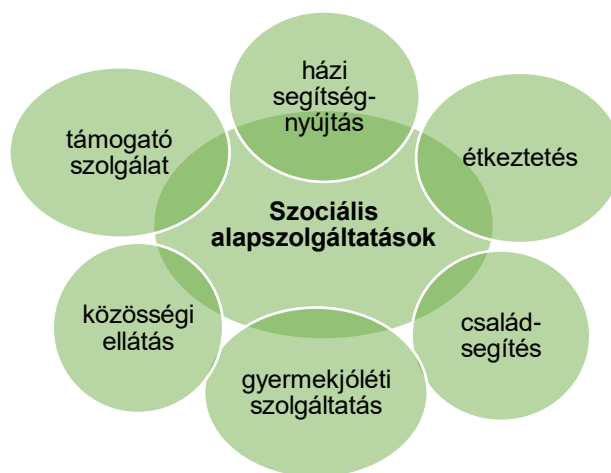 házi
segítség-
nyújtás
támogató
szolgálat
étkeztetés
Szociális
alapszolgáltatások
közösségi
ellátás
család-
segítés
gyermekjóléti
szolgáltatás